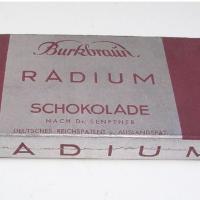 Burkbraun
RADIUM
SCHOKOLADE
NACH Dr. SENFTNER
DEUTSCHES REICHSPATENT u. AUSLANDSPAT.
RADIUM